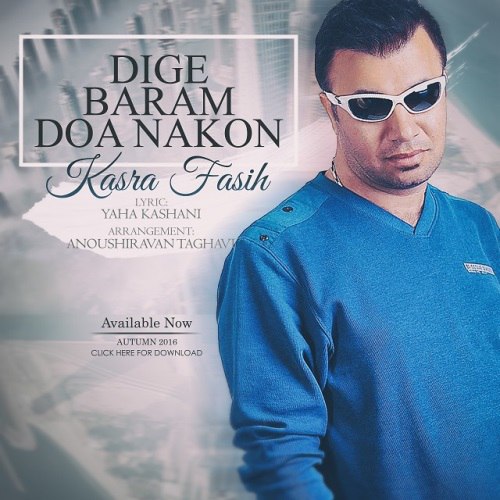 DIGE
BARAM
DOA NAKON
Kasra Fasih
LYRIC:
YAHA KASHANI
ARRANGEMENT:
ANOUSHIRAVAN TAGHAVI
Available Now
AUTUMN 2016
CLICK HERE FOR DOWNLOAD